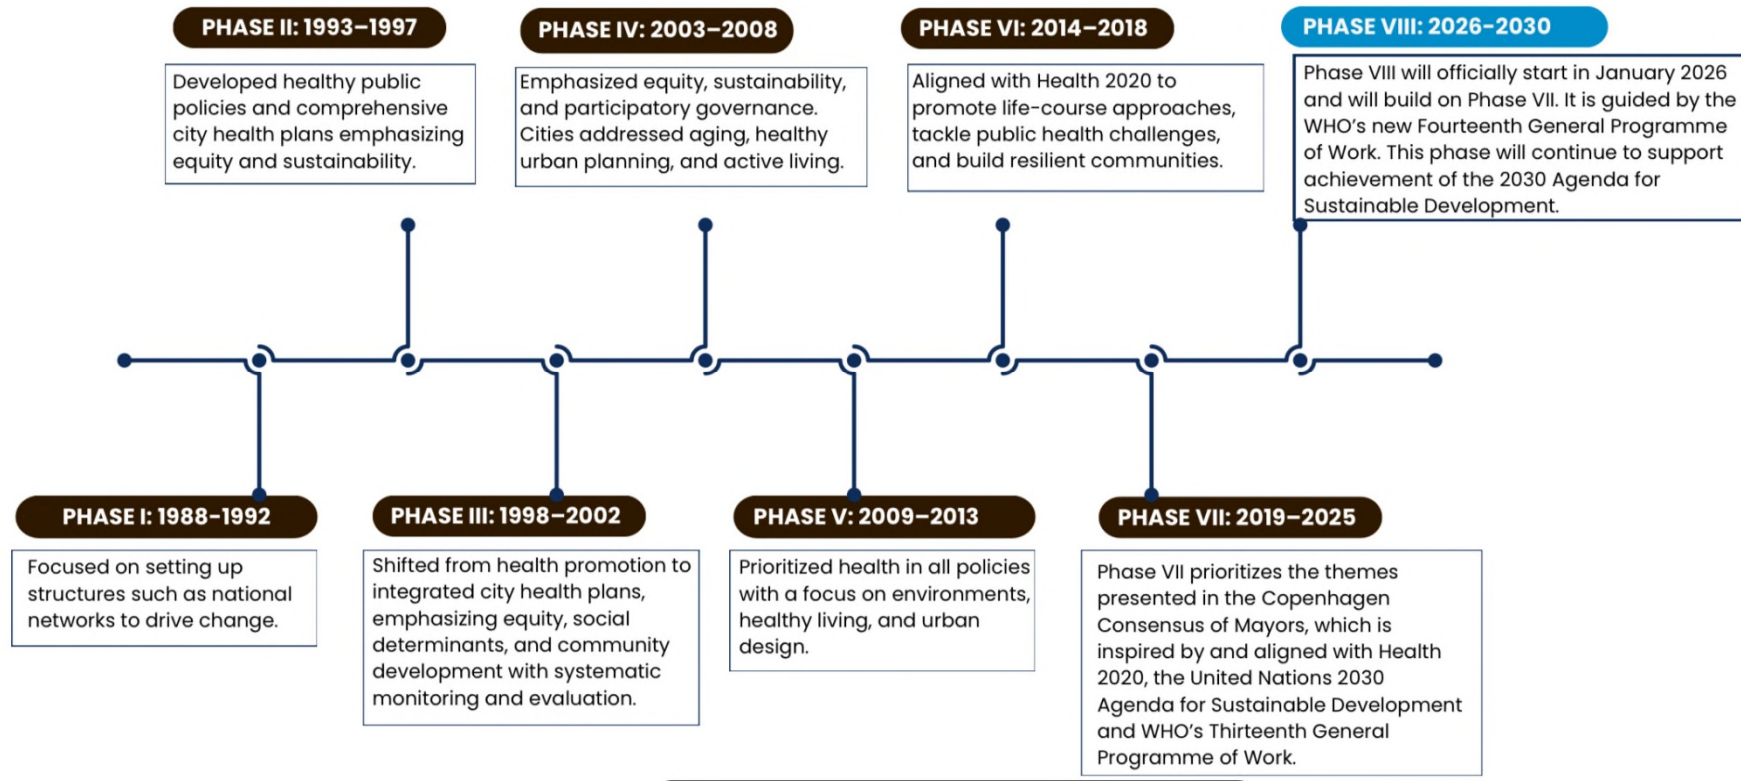 PHASE II: 1993–1997
Developed healthy public
policies and comprehensive
city health plans emphasizing
equity and sustainability.
PHASE IV: 2003–2008
Emphasized equity, sustainability,
and participatory governance.
Cities addressed aging, healthy
urban planning, and active living.
PHASE VI: 2014–2018
Aligned with Health 2020 to
promote life-course approaches,
tackle public health challenges,
and build resilient communities.
PHASE VIII: 2026-2030
Phase VIII will officially start in January 2026
and will build on Phase VII. It is guided by the
WHO’s new Fourteenth General Programme
of Work. This phase will continue to support
achievement of the 2030 Agenda for
Sustainable Development.
PHASE I: 1988-1992
Focused on setting up
structures such as national
networks to drive change.
PHASE III: 1998–2002
Shifted from health promotion to
integrated city health plans,
emphasizing equity, social
determinants, and community
development with systematic
monitoring and evaluation.
PHASE V: 2009–2013
Prioritized health in all policies
with a focus on environments,
healthy living, and urban
design.
PHASE VII: 2019–2025
Phase VII prioritizes the themes
presented in the Copenhagen
Consensus of Mayors, which is
inspired by and aligned with Health
2020, the United Nations 2030
Agenda for Sustainable Development
and WHO’s Thirteenth General
Programme of Work.